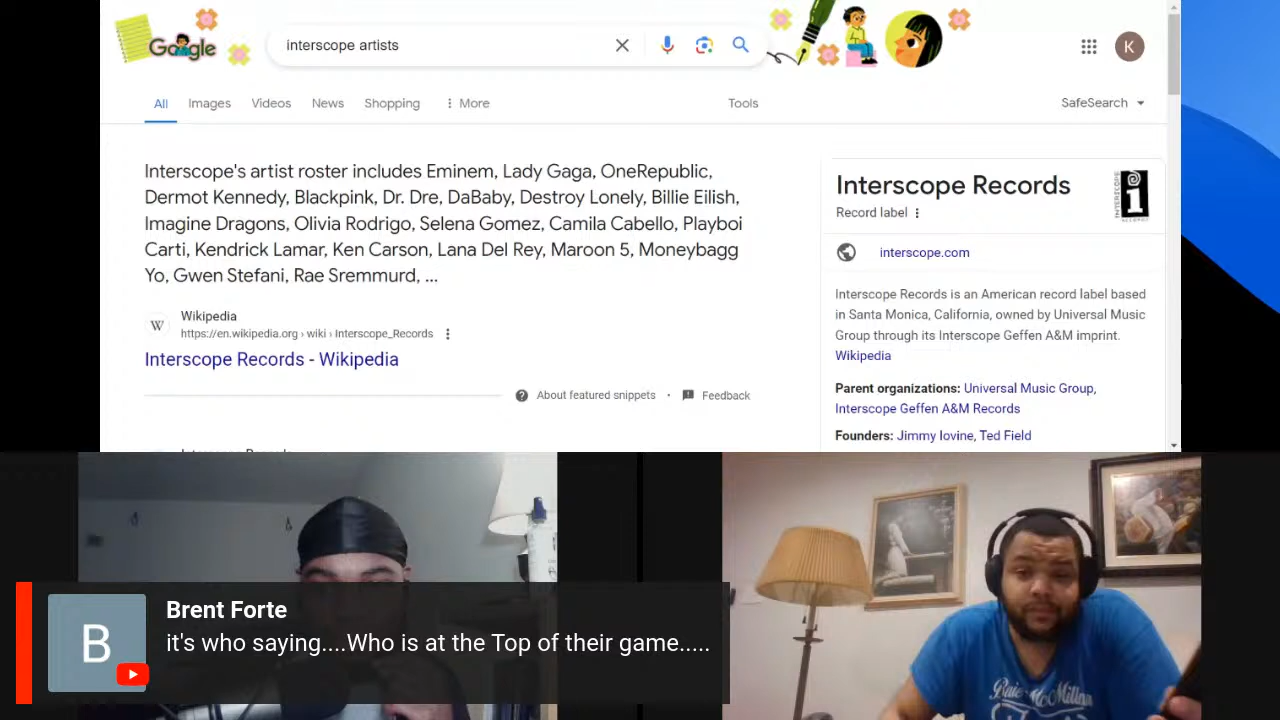 Google
interscope artists
K
All Images Videos News Shopping More Tools SafeSearch
Interscope's artist roster includes Eminem, Lady Gaga, OneRepublic,
Dermot Kennedy, Blackpink, Dr. Dre, DaBaby, Destroy Lonely, Billie Eilish,
Imagine Dragons, Olivia Rodrigo, Selena Gomez, Camila Cabello, Playboi
Carti, Kendrick Lamar, Ken Carson, Lana Del Rey, Maroon 5, Moneybagg
Yo, Gwen Stefani, Rae Sremmurd, ...
W
Wikipedia
https://en.wikipedia.org › wiki › Interscope_Records
Interscope Records - Wikipedia
About featured snippets • Feedback
Interscope Records
Record label
INTERSCOPE
i
interscope.com
Interscope Records is an American record label based
in Santa Monica, California, owned by Universal Music
Group through its Interscope Geffen A&M imprint.
Wikipedia
Parent organizations: Universal Music Group,
Interscope Geffen A&M Records
Founders: Jimmy Iovine, Ted Field
B
Brent Forte
it's who saying....Who is at the Top of their game.....